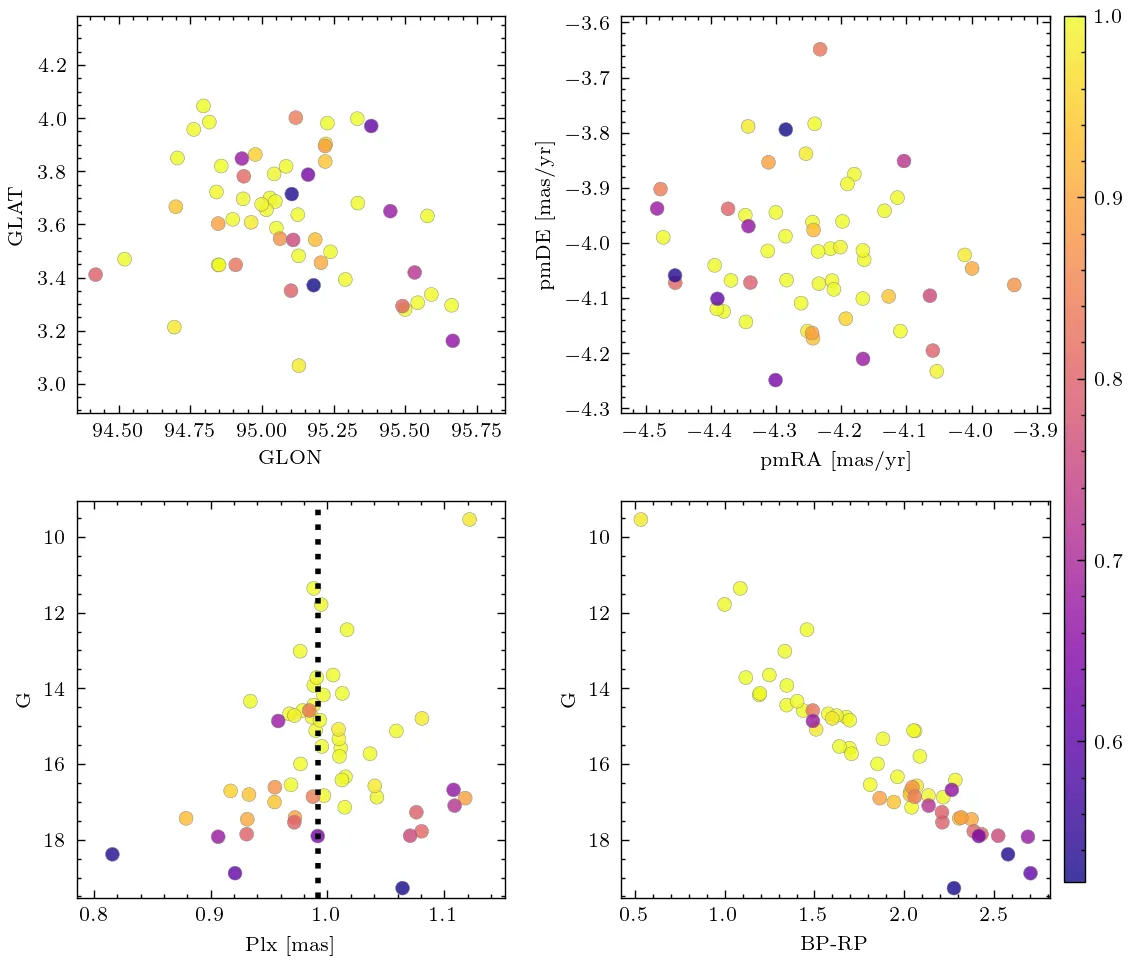 4.2
4.0
3.8
3.6
3.4
3.2
3.0
GLAT
94.50 94.75 95.00 95.25 95.50 95.75
GLON
−3.6
−3.7
−3.8
−3.9
−4.0
−4.1
−4.2
−4.3
pmDE [mas/yr]
−4.5 −4.4 −4.3 −4.2 −4.1 −4.0 −3.9
pmRA [mas/yr]
10
12
14
16
18
G
0.8 0.9 1.0 1.1
Plx [mas]
10
12
14
16
18
G
0.5 1.0 1.5 2.0 2.5
BP-RP
1.0
0.9
0.8
0.7
0.6